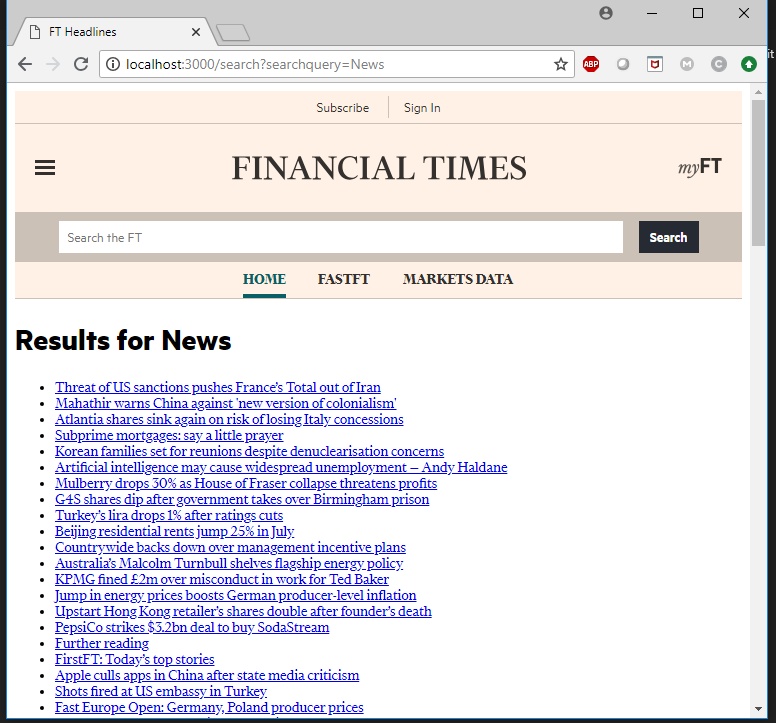 FT Headlines
localhost:3000/search?searchquery=News
ABP
M
C
it
Subscribe
Sign In
FINANCIAL TIMES
myFT
Search the FT
Search
HOME
FASTFT
MARKETS DATA
Results for News
Threat of US sanctions pushes France's Total out of Iran
Mahathir warns China against 'new version of colonialism'
Atlantia shares sink again on risk of losing Italy concessions
Subprime mortgages: say a little prayer
Korean families set for reunions despite denuclearisation concerns
Artificial intelligence may cause widespread unemployment — Andy Haldane
Mulberry drops 30% as House of Fraser collapse threatens profits
G4S shares dip after government takes over Birmingham prison
Turkey's lira drops 1% after ratings cuts
Beijing residential rents jump 25% in July
Countrywide backs down over management incentive plans
Australia's Malcolm Turnbull shelves flagship energy policy
KPMG fined £2m over misconduct in work for Ted Baker
Jump in energy prices boosts German producer-level inflation
Upstart Hong Kong retailer's shares double after founder's death
PepsiCo strikes $3.2bn deal to buy SodaStream
Further reading
FirstFT: Today's top stories
Apple culls apps in China after state media criticism
Shots fired at US embassy in Turkey
Fast Europe Open: Germany, Poland producer prices